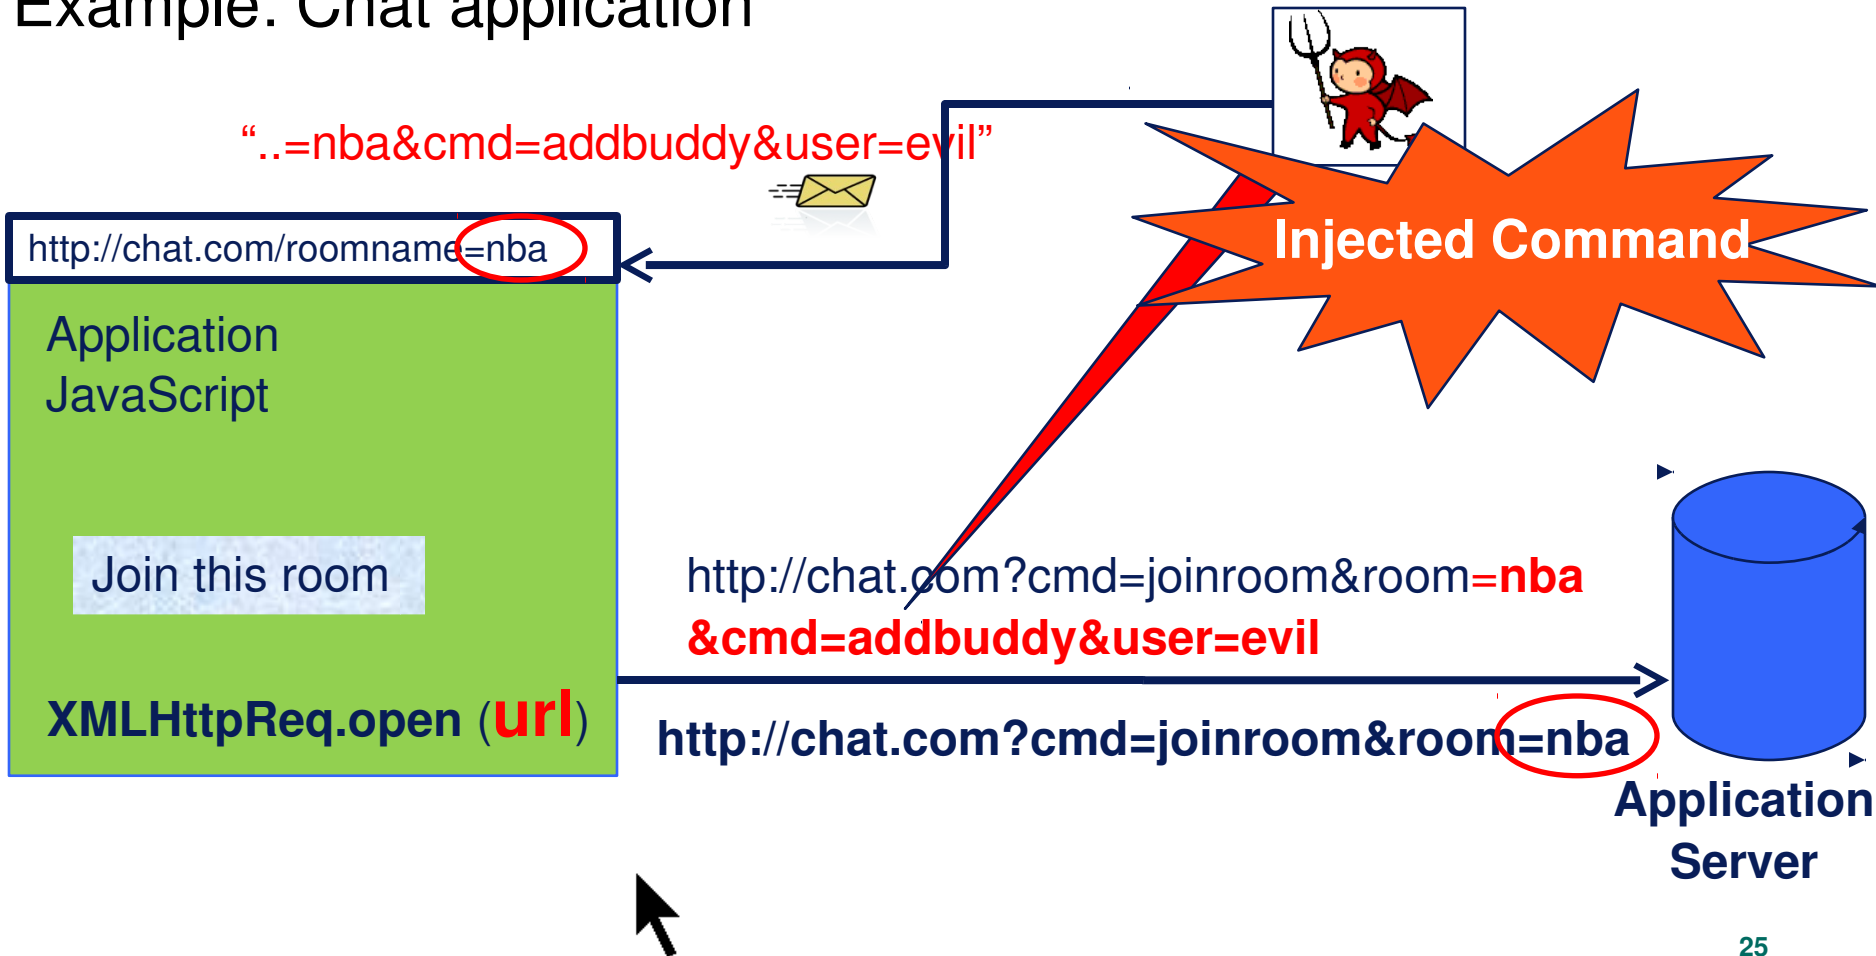 Example: Chat application
“..=nba&cmd=addbuddy&user=evil”
http://chat.com/roomname=nba
Injected Command
Application
JavaScript
Join this room
http://chat.com?cmd=joinroom&room=nba
&cmd=addbuddy&user=evil
XMLHttpReq.open (url)
http://chat.com?cmd=joinroom&room=nba
Application
Server
25